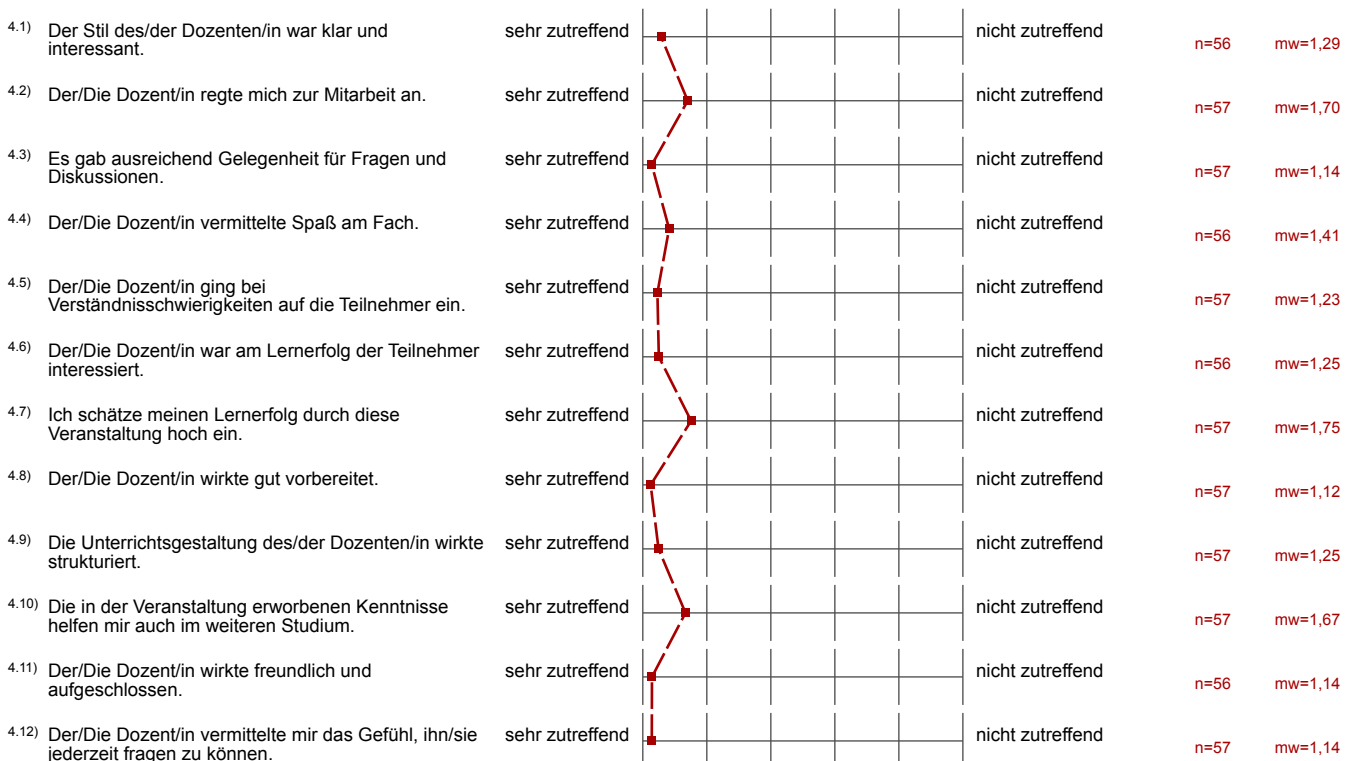 4.1) Der Stil des/der Dozenten/in war klar und interessant. sehr zutreffend nicht zutreffend n=56 mw=1,29
4.2) Der/Die Dozent/in regte mich zur Mitarbeit an. sehr zutreffend nicht zutreffend n=57 mw=1,70
4.3) Es gab ausreichend Gelegenheit für Fragen und Diskussionen. sehr zutreffend nicht zutreffend n=57 mw=1,14
4.4) Der/Die Dozent/in vermittelte Spaß am Fach. sehr zutreffend nicht zutreffend n=56 mw=1,41
4.5) Der/Die Dozent/in ging bei Verständnisschwierigkeiten auf die Teilnehmer ein. sehr zutreffend nicht zutreffend n=57 mw=1,23
4.6) Der/Die Dozent/in war am Lernerfolg der Teilnehmer interessiert. sehr zutreffend nicht zutreffend n=56 mw=1,25
4.7) Ich schätze meinen Lernerfolg durch diese Veranstaltung hoch ein. sehr zutreffend nicht zutreffend n=57 mw=1,75
4.8) Der/Die Dozent/in wirkte gut vorbereitet. sehr zutreffend nicht zutreffend n=57 mw=1,12
4.9) Die Unterrichtsgestaltung des/der Dozenten/in wirkte strukturiert. sehr zutreffend nicht zutreffend n=57 mw=1,25
4.10) Die in der Veranstaltung erworbenen Kenntnisse helfen mir auch im weiteren Studium. sehr zutreffend nicht zutreffend n=57 mw=1,67
4.11) Der/Die Dozent/in wirkte freundlich und aufgeschlossen. sehr zutreffend nicht zutreffend n=56 mw=1,14
4.12) Der/Die Dozent/in vermittelte mir das Gefühl, ihn/sie jederzeit fragen zu können. sehr zutreffend nicht zutreffend n=57 mw=1,14